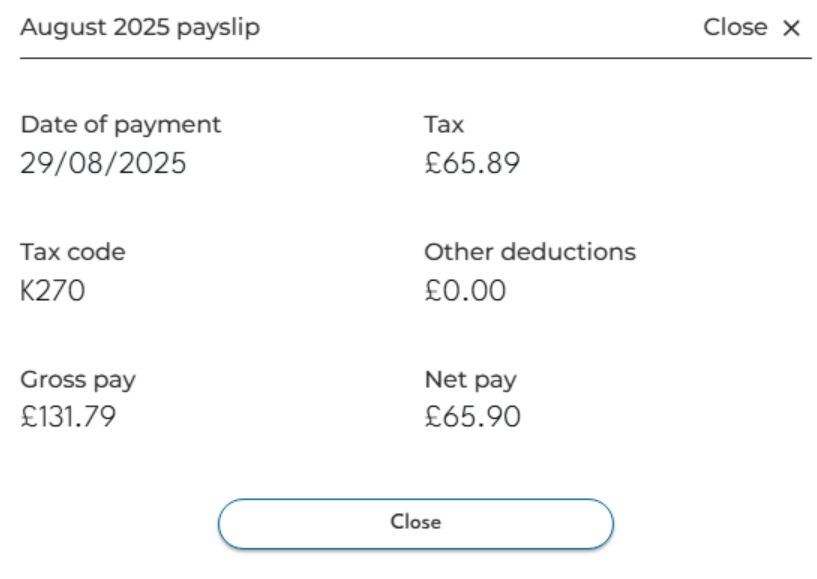 August 2025 payslip
Close ×
Date of payment
29/08/2025
Tax
£65.89
Tax code
K270
Other deductions
£0.00
Gross pay
£131.79
Net pay
£65.90
Close